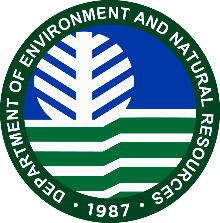 DEPARTMENT OF ENVIRONMENT AND NATURAL RESOURCES
· 1987 ·